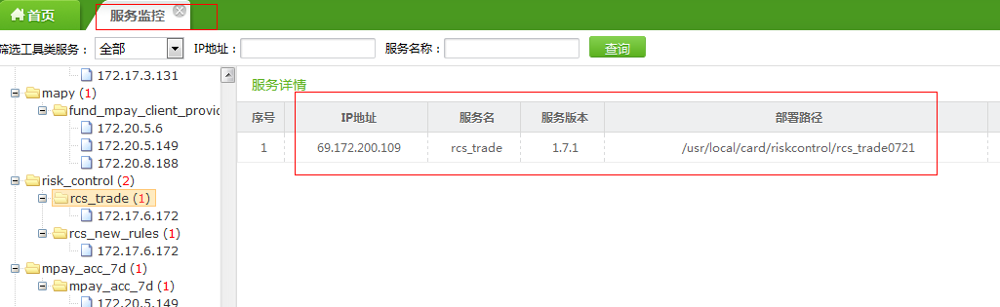 首页
服务监控
筛选工具类服务： 全部 IP地址： 服务名称： 查询
172.17.3.131
mapy (1)
fund_mpay_client_provid
172.20.5.6
172.20.5.149
172.20.8.188
risk_control (2)
rcs_trade (1)
172.17.6.172
rcs_new_rules (1)
172.17.6.172
mpay_acc_7d (1)
mpay_acc_7d (1)
172.20.5.149
服务详情
序号 IP地址 服务名 服务版本 部署路径
1 69.172.200.109 rcs_trade 1.7.1 /usr/local/card/riskcontrol/rcs_trade0721